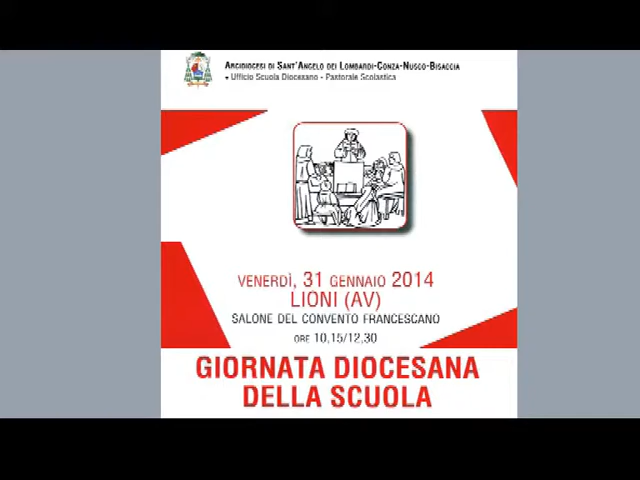 Arcidiocesi di Sant'Angelo dei Lombardi-Conza-Nusco-Bisaccia
Ufficio Scuola Diocesano - Pastorale Scolastica
VENERDÌ, 31 GENNAIO 2014
LIONI (AV)
SALONE DEL CONVENTO FRANCESCANO
ORE 10,15/12,30
GIORNATA DIOCESANA
DELLA SCUOLA